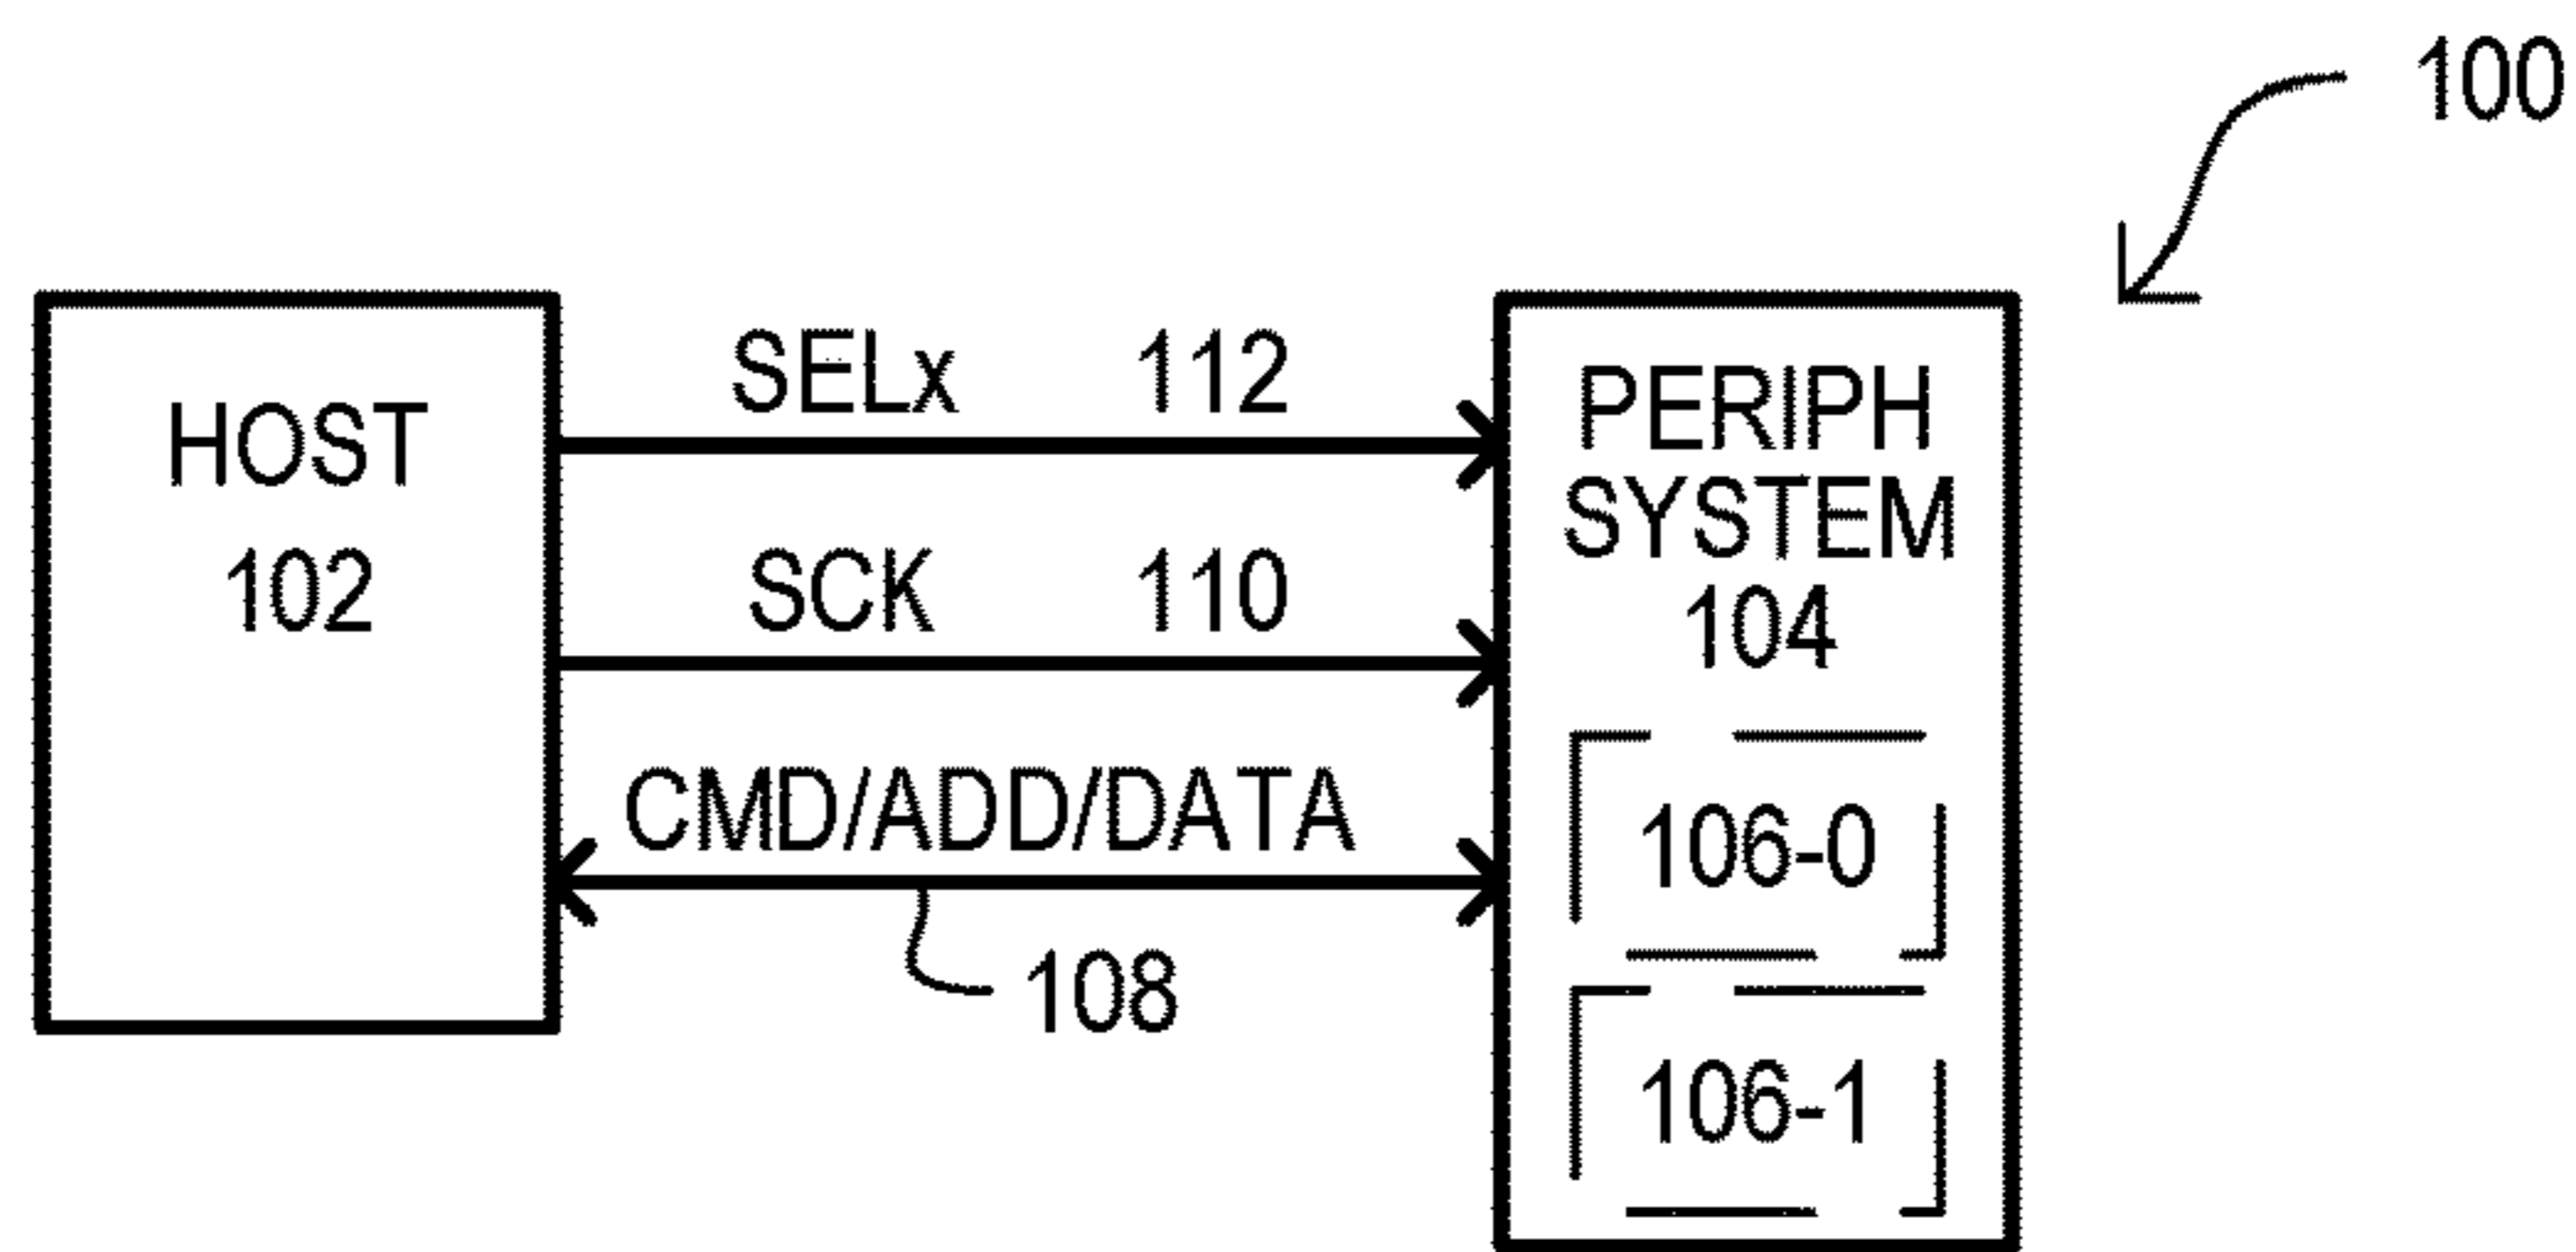 100
HOST
102
SELx 112
SCK 110
CMD/ADD/DATA
108
PERIPH
SYSTEM
104
106-0
106-1